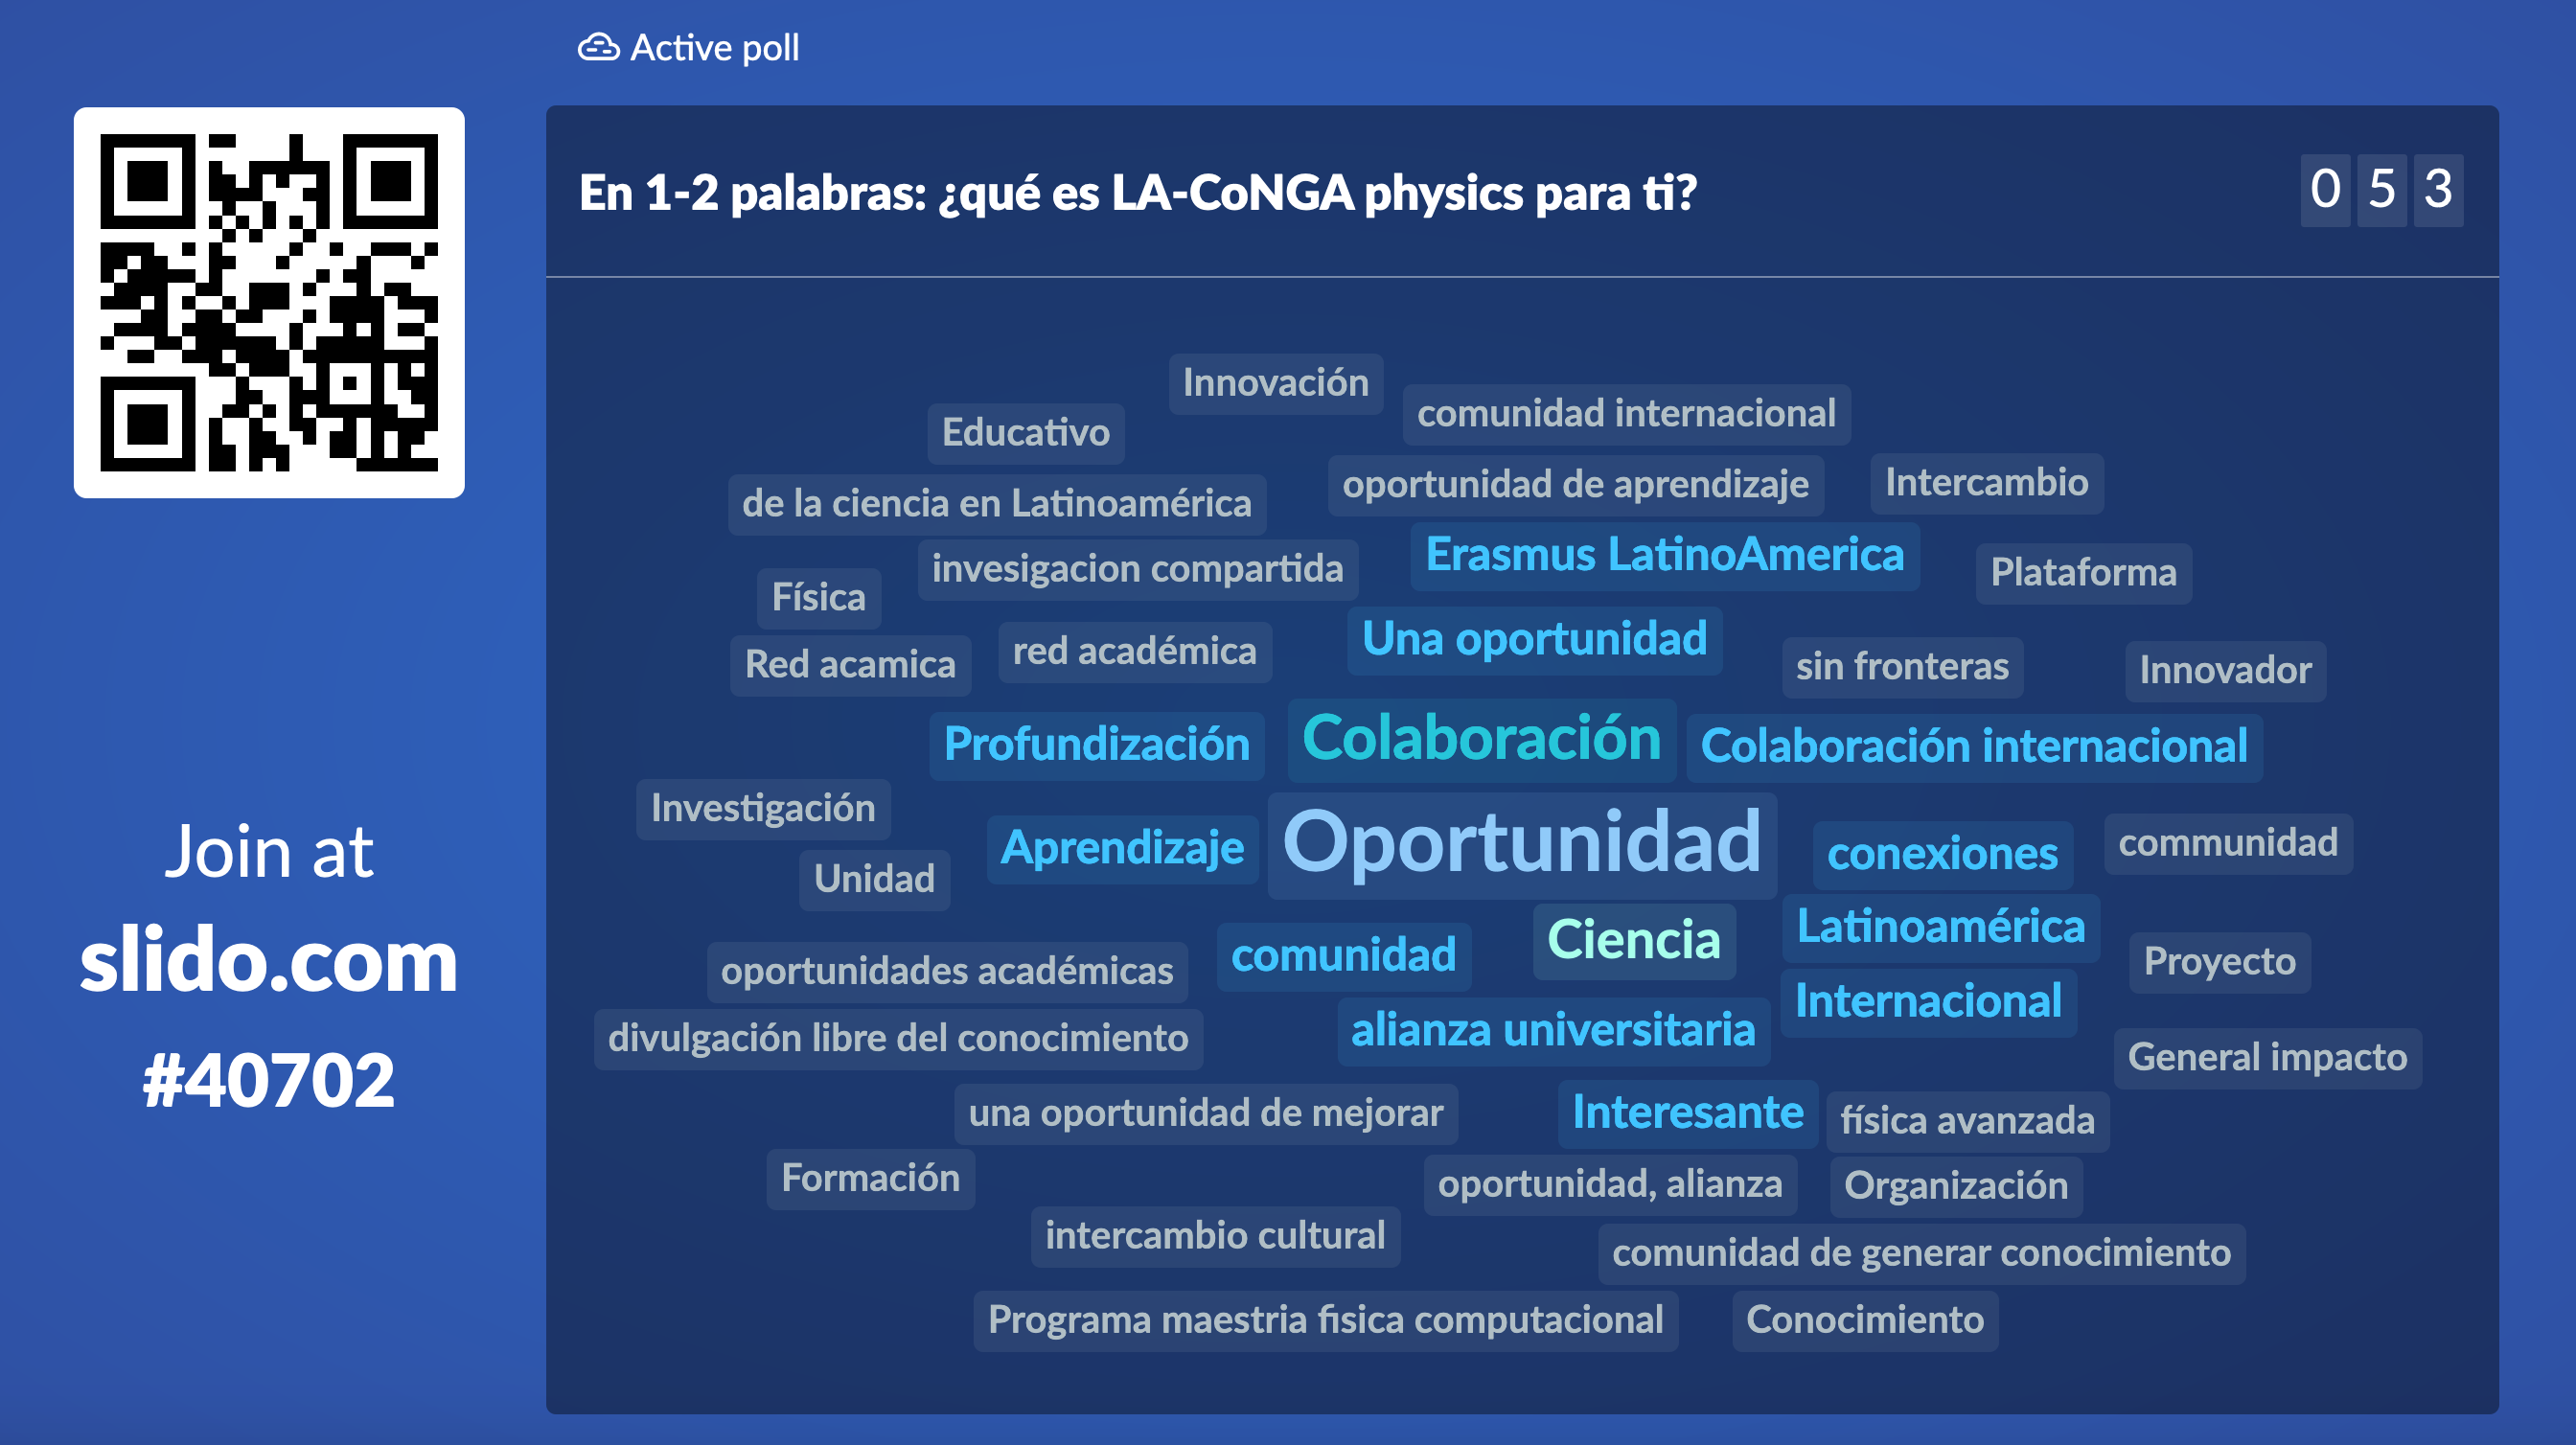 Active poll
En 1-2 palabras: ¿qué es LA-CoNGA physics para ti?
053
Join at
slido.com
#40702
Innovación
comunidad internacional
Educativo
oportunidad de aprendizaje
Intercambio
de la ciencia en Latinoamérica
Erasmus LatinoAmerica
invesigacion compartida
Plataforma
Física
Una oportunidad
red académica
Red acamica
sin fronteras
Innovador
Profundización
Colaboración
Colaboración internacional
Investigación
Aprendizaje
Oportunidad
conexiones
communidad
Unidad
comunidad
Ciencia
Latinoamérica
Proyecto
oportunidades académicas
Internacional
divulgación libre del conocimiento
alianza universitaria
General impacto
una oportunidad de mejorar
Interesante
física avanzada
Formación
oportunidad, alianza
Organización
intercambio cultural
comunidad de generar conocimiento
Programa maestria fisica computacional
Conocimiento